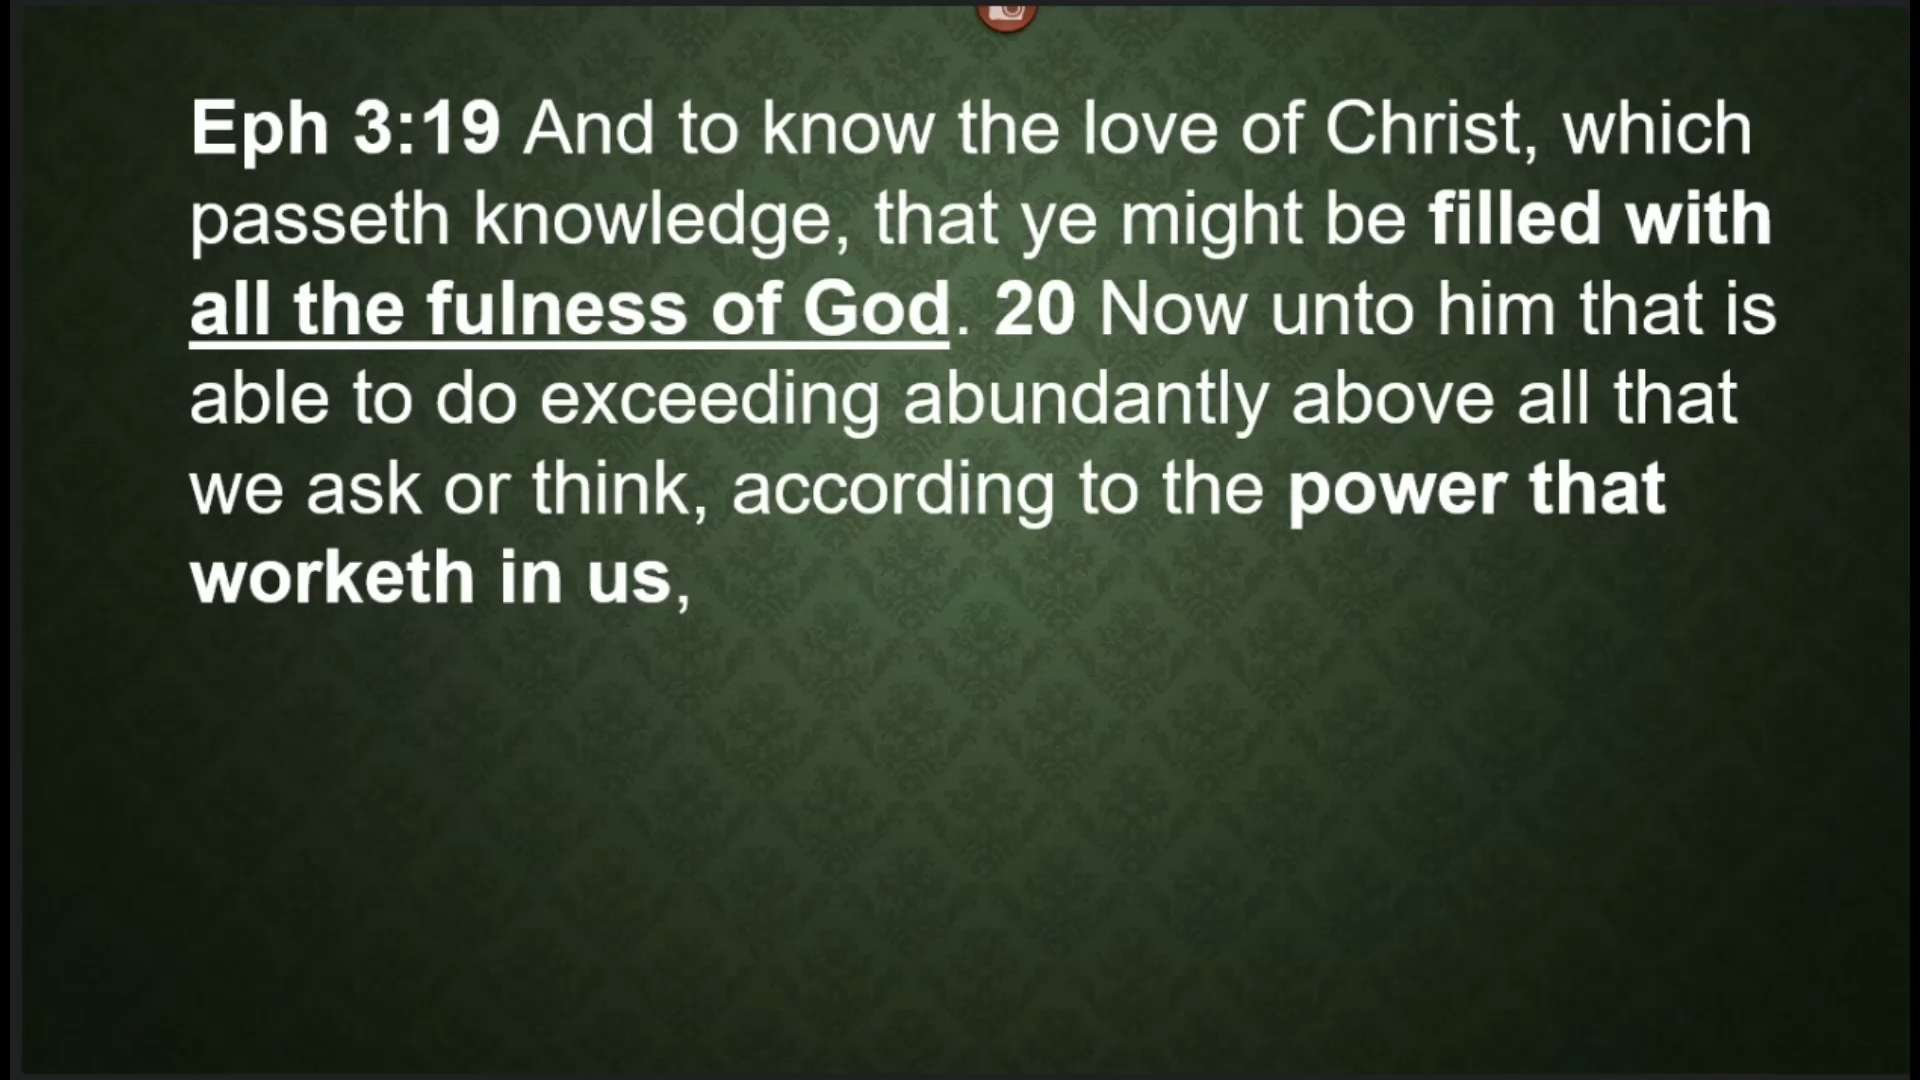 Eph 3:19 And to know the love of Christ, which
passeth knowledge, that ye might be filled with
all the fulness of God. 20 Now unto him that is
able to do exceeding abundantly above all that
we ask or think, according to the power that
worketh in us,